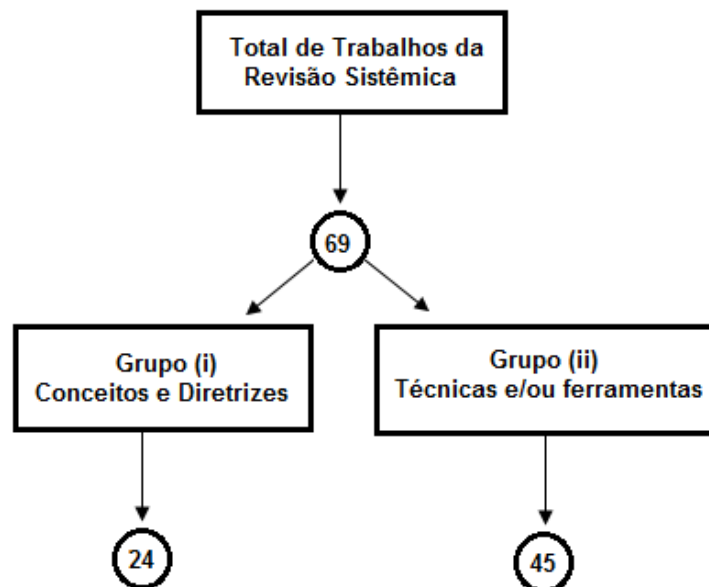 Total de Trabalhos da
Revisão Sistêmica
69
Grupo (i)
Conceitos e Diretrizes
Grupo (ii)
Técnicas e/ou ferramentas
24
45